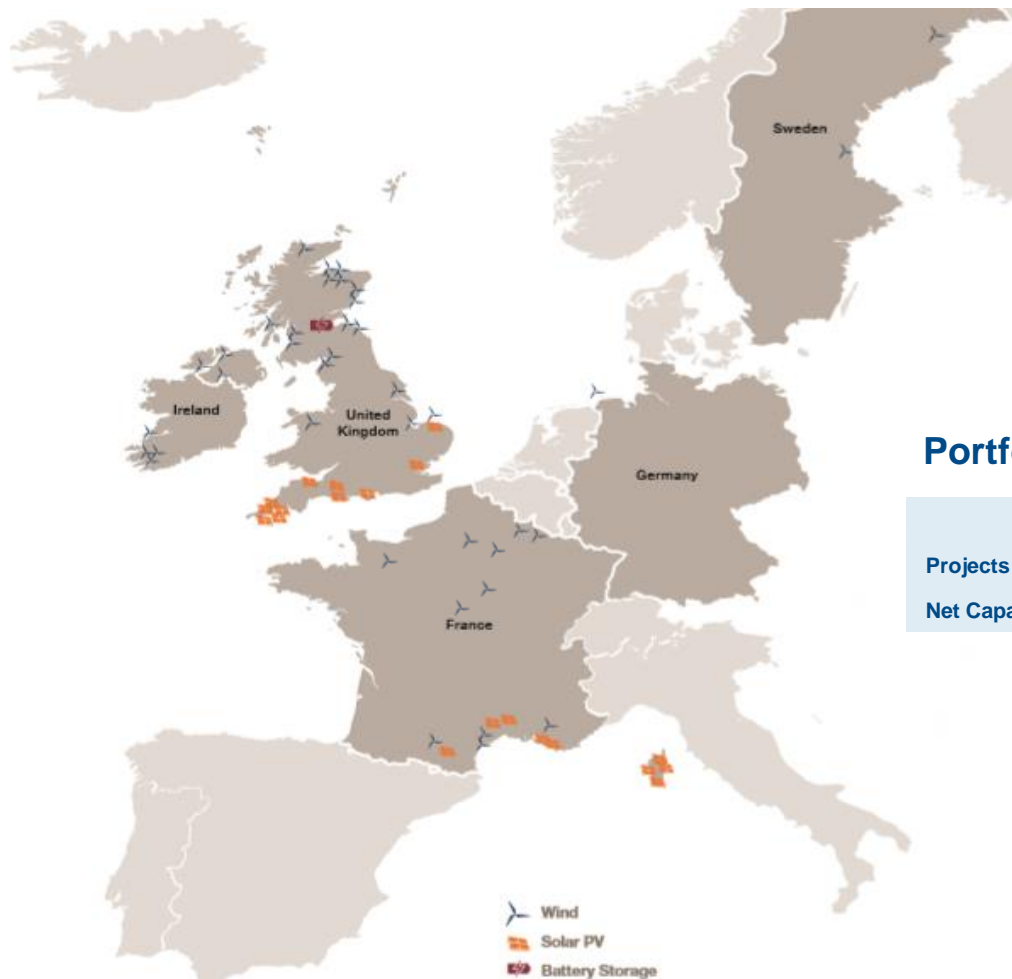 Sweden
Ireland
United
Kingdom
Germany
France
Portf
Projects
Net Capa
Wind
Solar PV
Battery Storage